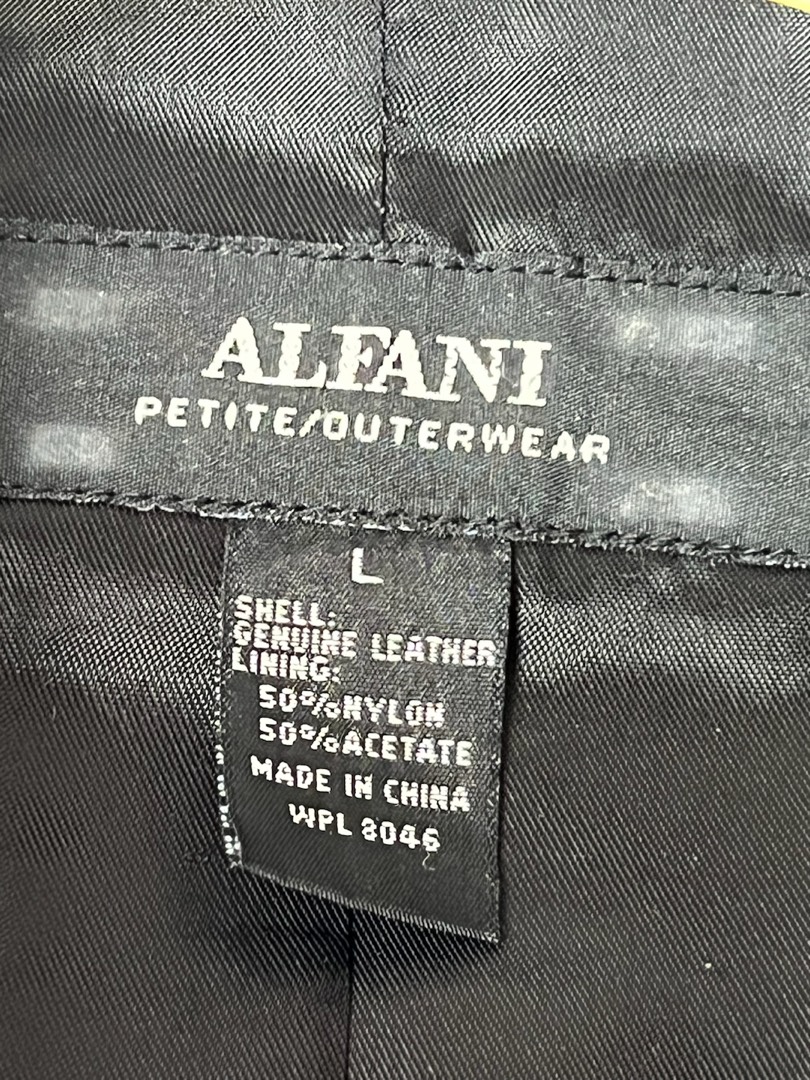 ALFANI
PETITE/OUTERWEAR
L
SHELL:
GENUINE LEATHER
LINING:
50%NYLON
50%ACETATE
MADE IN CHINA
WPL 8046